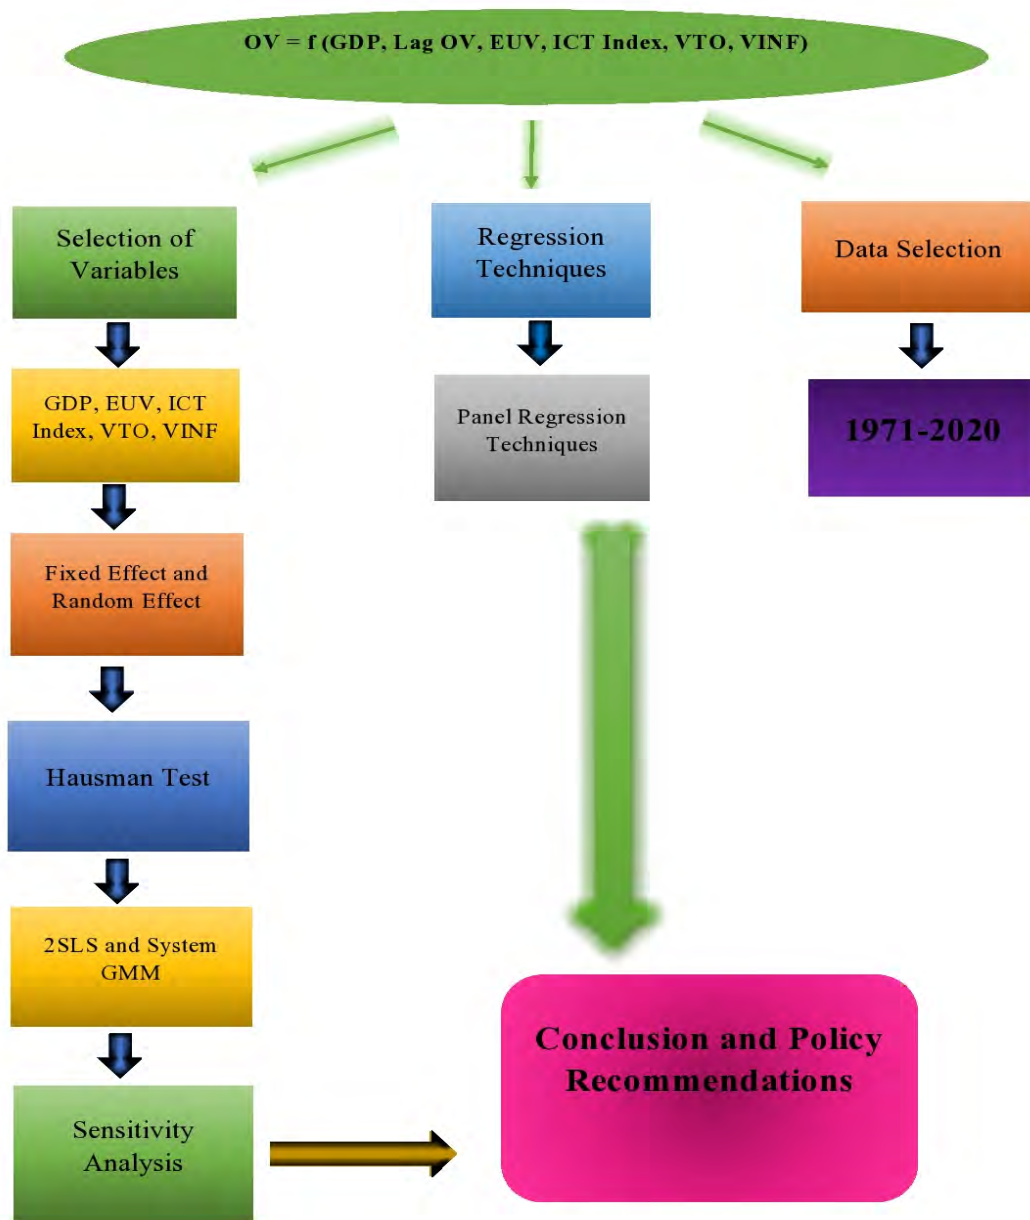 OV = f (GDP, Lag OV, EUV, ICT Index, VTO, VINF)
Selection of
Variables
Regression
Techniques
Data Selection
GDP, EUV, ICT
Index, VTO, VINF
Panel Regression
Techniques
1971-2020
Fixed Effect and
Random Effect
Hausman Test
2SLS and System
GMM
Sensitivity
Analysis
Conclusion and Policy
Recommendations